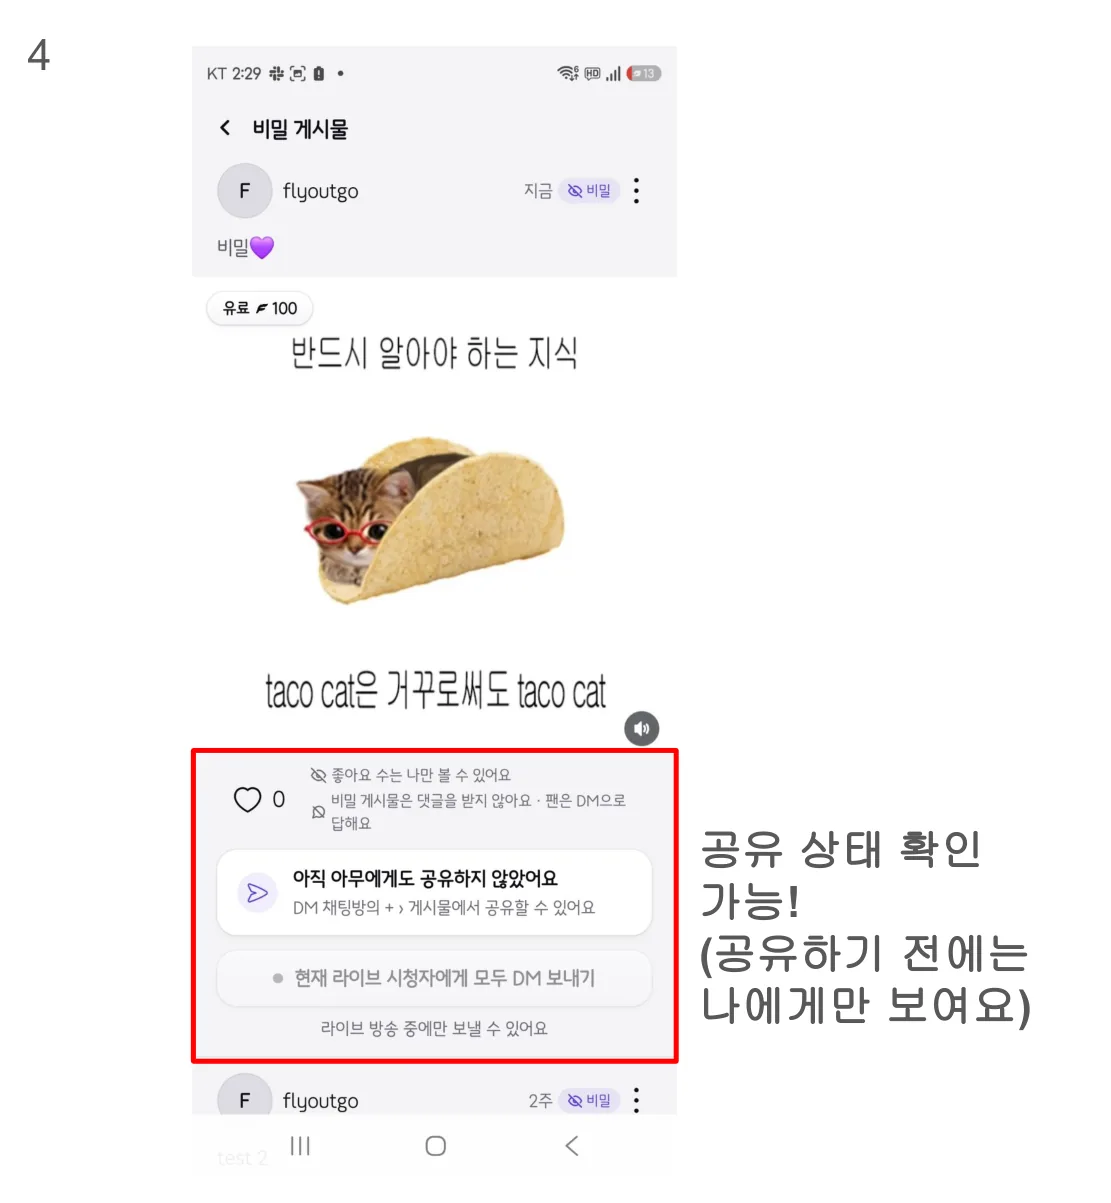 4
KT 2:29
HD
13
비밀 게시물
F flyoutgo 지금 비밀
비밀💜
유료 100
반드시 알아야 하는 지식
taco cat은 거꾸로써도 taco cat
좋아요 수는 나만 볼 수 있어요
0
비밀 게시물은 댓글을 받지 않아요 · 팬은 DM으로
답해요
아직 아무에게도 공유하지 않았어요
DM 채팅방의 + › 게시물에서 공유할 수 있어요
현재 라이브 시청자에게 모두 DM 보내기
라이브 방송 중에만 보낼 수 있어요
공유 상태 확인
가능!
(공유하기 전에는
나에게만 보여요)
F flyoutgo 2주 비밀
test 2